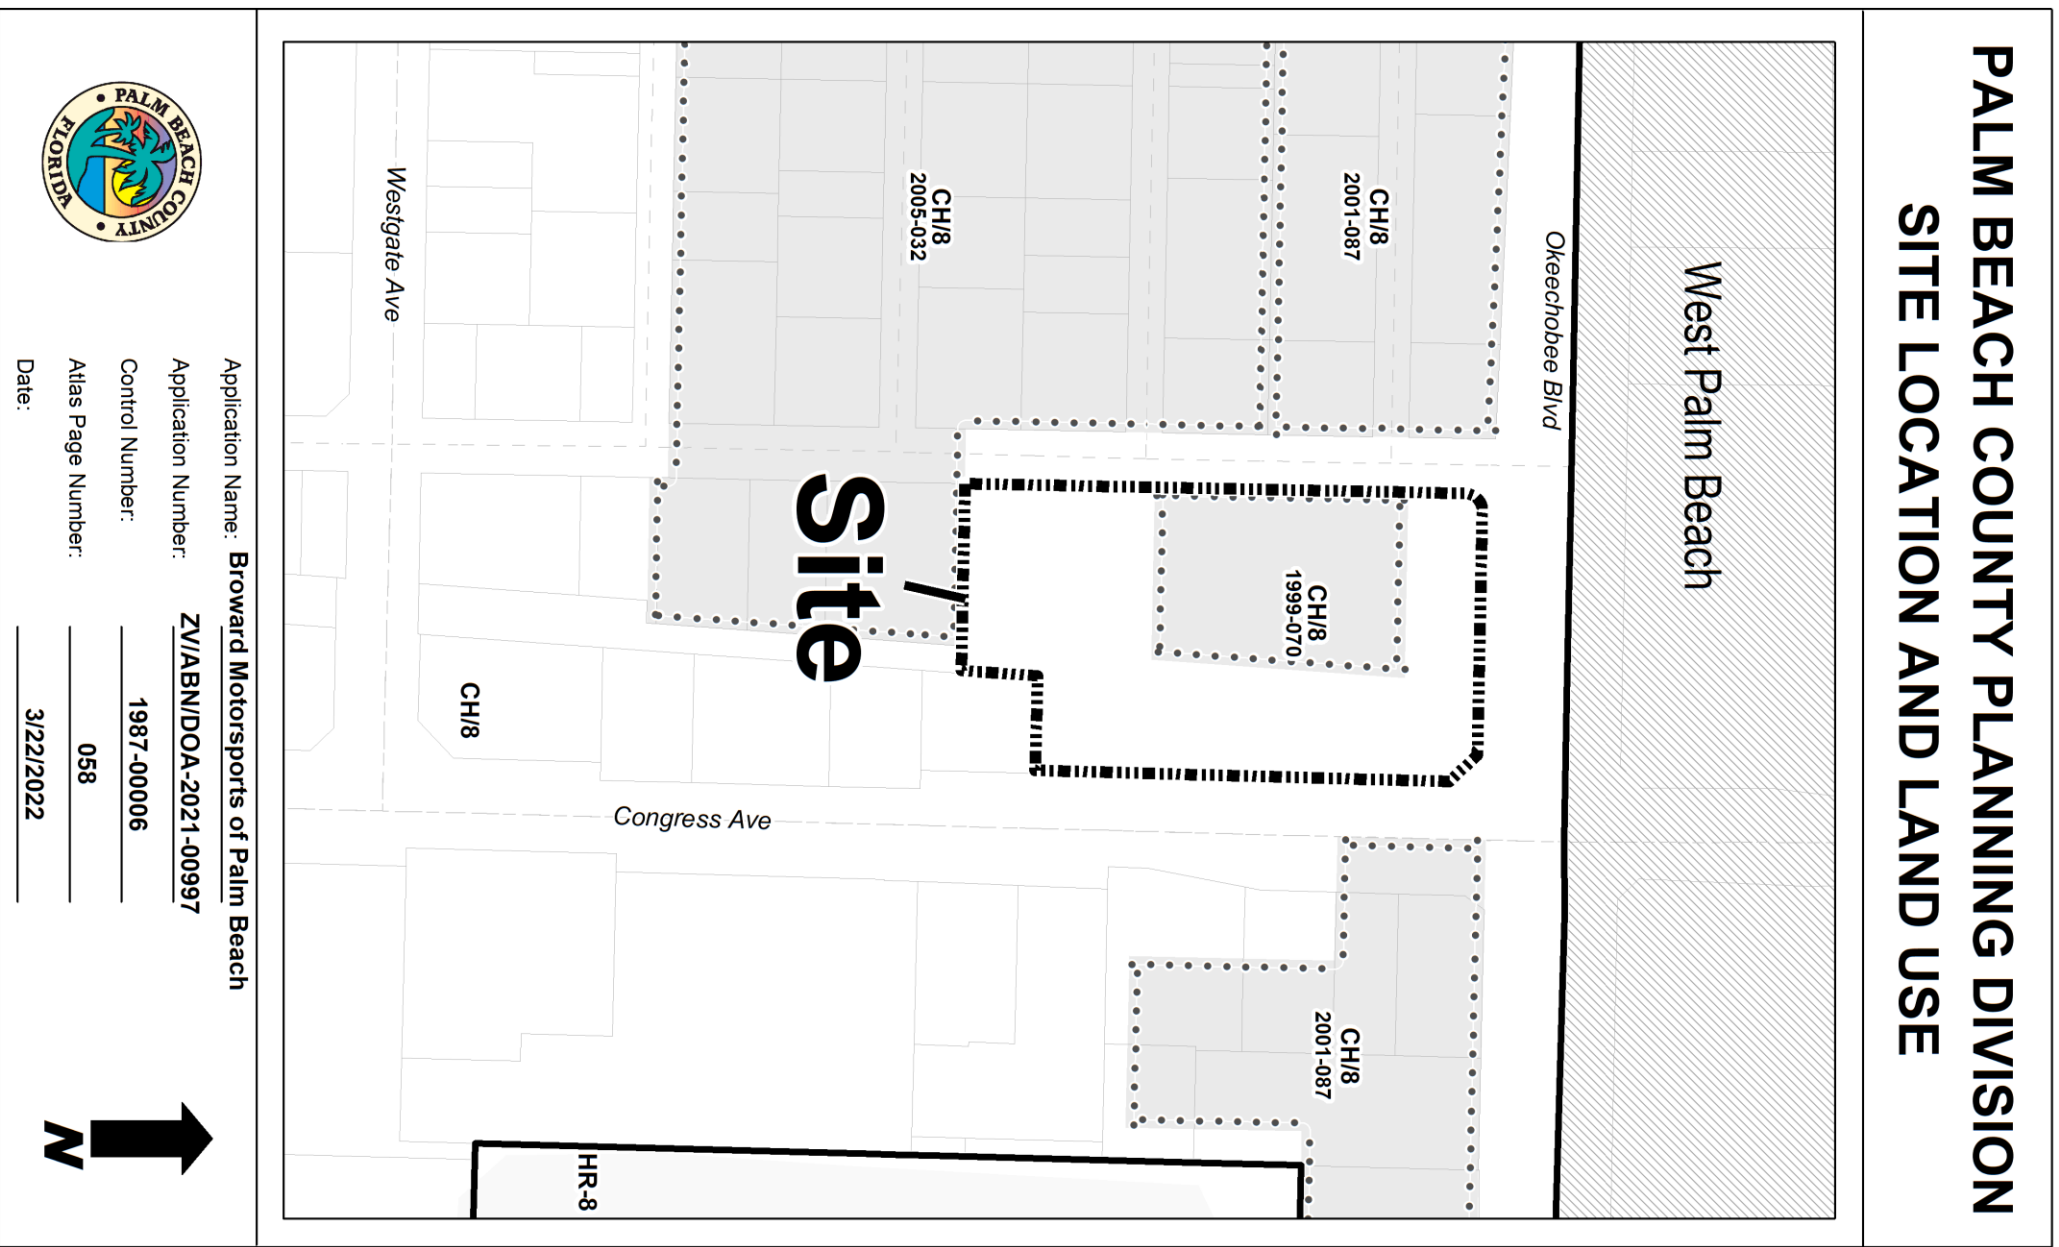 PALM BEACH COUNTY PLANNING DIVISION
SITE LOCATION AND LAND USE
West Palm Beach
Okeechobee Blvd
CH/8
2001-087
CH/8
1999-070
CH/8
2001-087
CH/8
2005-032
Site
Congress Ave
CH/8
Westgate Ave
HR-8
PALM BEACH COUNTY
FLORIDA
Application Name: Broward Motorsports of Palm Beach
Application Number: ZV/ABN/DOA-2021-00997
Control Number: 1987-00006
Atlas Page Number: 058
Date: 3/22/2022
N